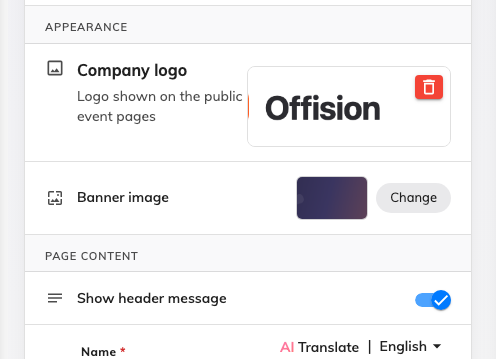 APPEARANCE
Company logo
Logo shown on the public
event pages
Offision
Banner image
Change
PAGE CONTENT
Show header message
Name *
AI Translate | English